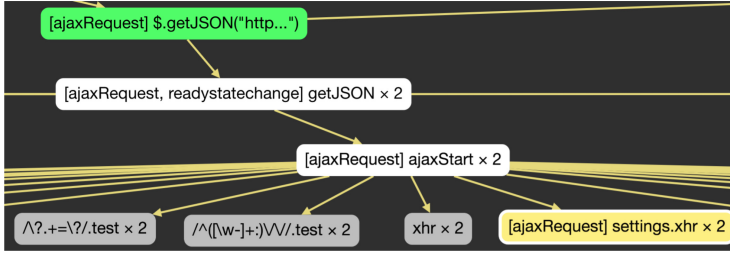 [ajaxRequest] $.getJSON("http...")
[ajaxRequest, readystatechange] getJSON × 2
[ajaxRequest] ajaxStart × 2
/\?.+=\?/.test × 2
/^([\w-]+:)\/\//.test × 2
xhr × 2
[ajaxRequest] settings.xhr × 2